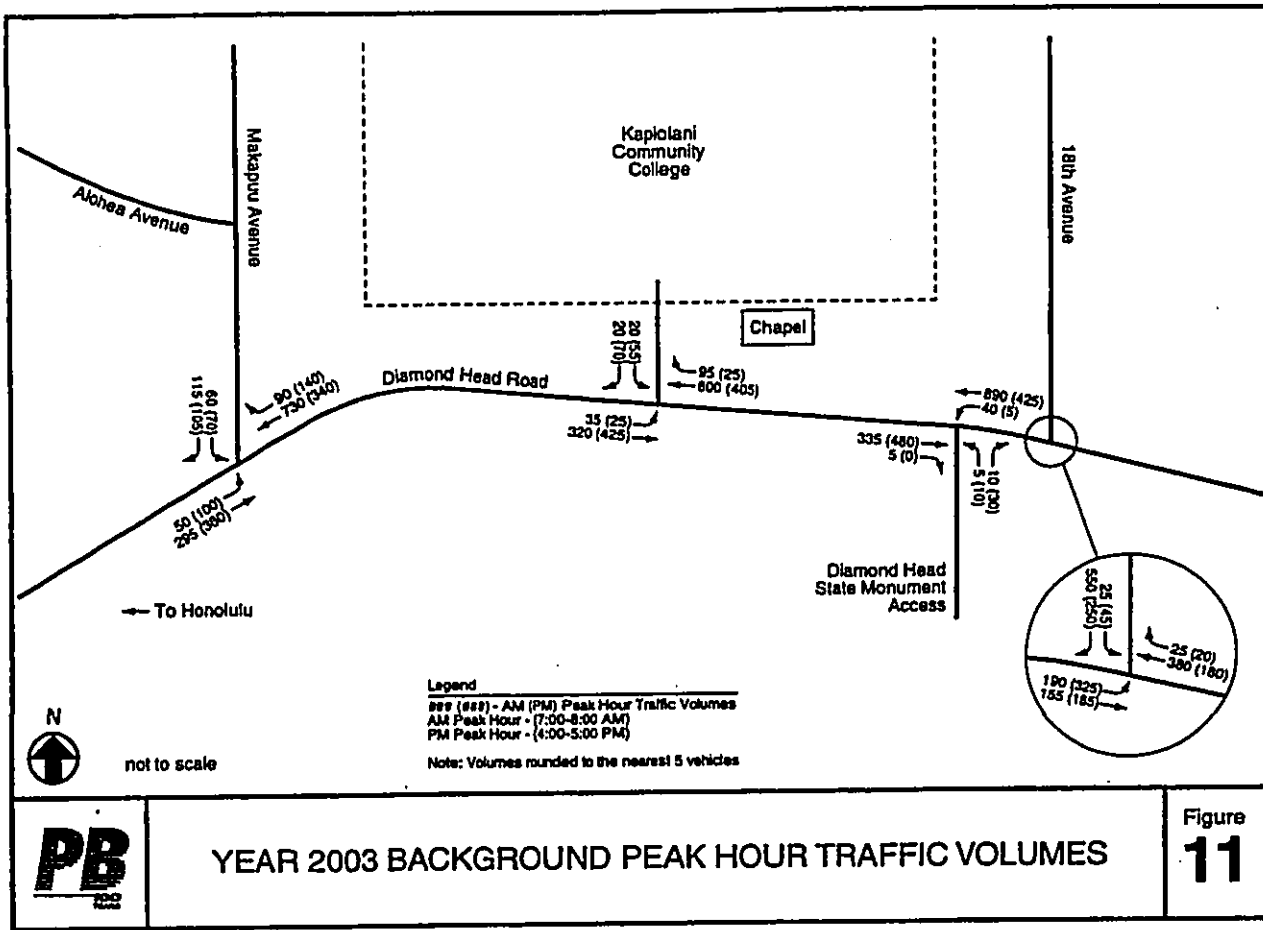 Kapiolani
Community
College
Makapuu Avenue
18th Avenue
Alohea Avenue
Chapel
Diamond Head Road
20 (55)
20 (70)
95 (25)
600 (405)
90 (140)
730 (340)
60 (70)
115 (105)
890 (425)
40 (5)
35 (25)
320 (425)
335 (480)
5 (0)
10 (30)
5 (10)
50 (100)
295 (380)
Diamond Head
State Monument
Access
To Honolulu
25 (45)
550 (250)
25 (20)
380 (180)
190 (325)
155 (185)
Legend
### (###) - AM (PM) Peak Hour Traffic Volumes
AM Peak Hour - (7:00-8:00 AM)
PM Peak Hour - (4:00-5:00 PM)
Note: Volumes rounded to the nearest 5 vehicles
N
not to scale
PB
100
YEARS
YEAR 2003 BACKGROUND PEAK HOUR TRAFFIC VOLUMES
Figure
11